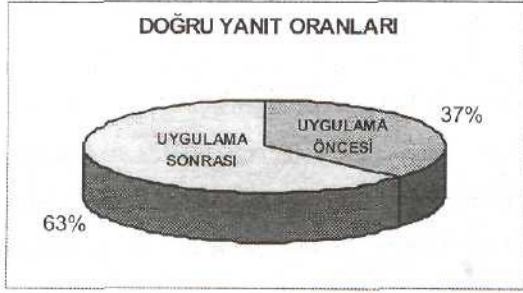 DOĞRU YANIT ORANLARI
37%
UYGULAMA
ÖNCESİ
UYGULAMA
SONRASI
63%